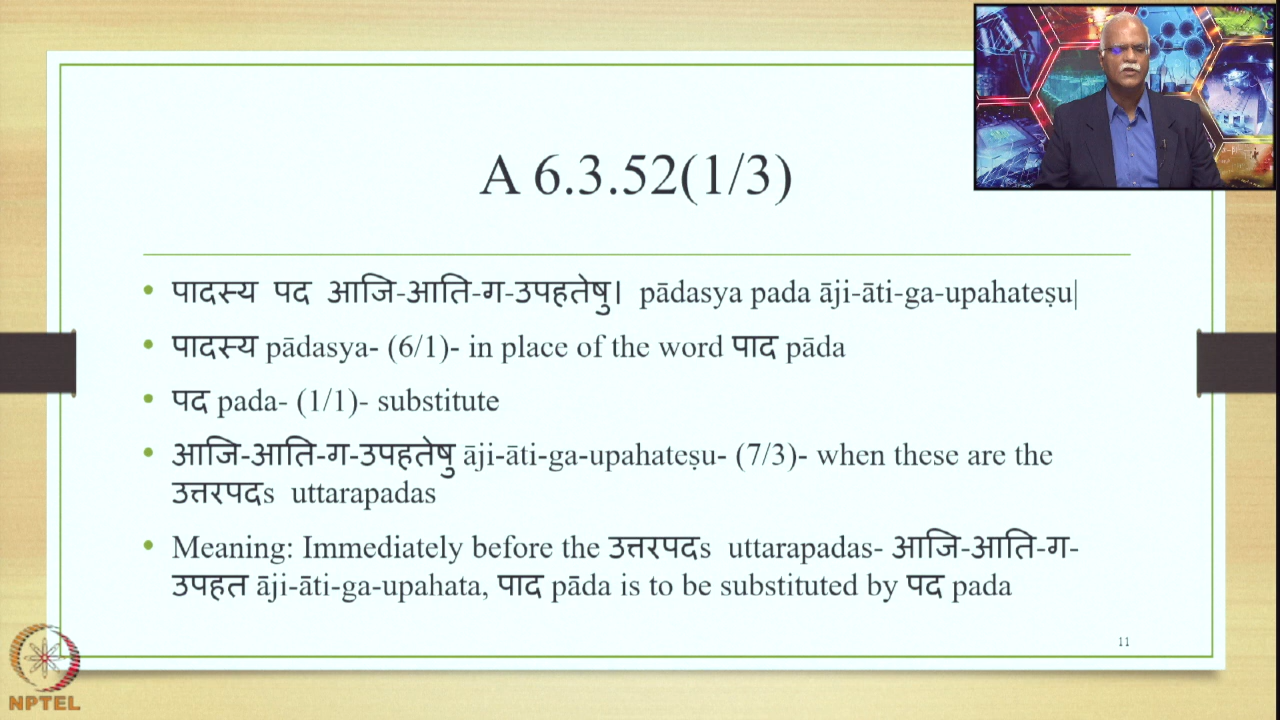 A 6.3.52(1/3)
• पादस्य पद आजि-आति-ग-उपहतेषु। pādasya pada āji-āti-ga-upahateṣu|
• पादस्य pādasya- (6/1)- in place of the word पाद pāda
• पद pada- (1/1)- substitute
• आजि-आति-ग-उपहतेषु āji-āti-ga-upahateṣu- (7/3)- when these are the
उत्तरपदs uttarapadas
• Meaning: Immediately before the उत्तरपदs uttarapadas- आजि-आति-ग-
उपहत āji-āti-ga-upahata, पाद pāda is to be substituted by पद pada
11
NPTEL